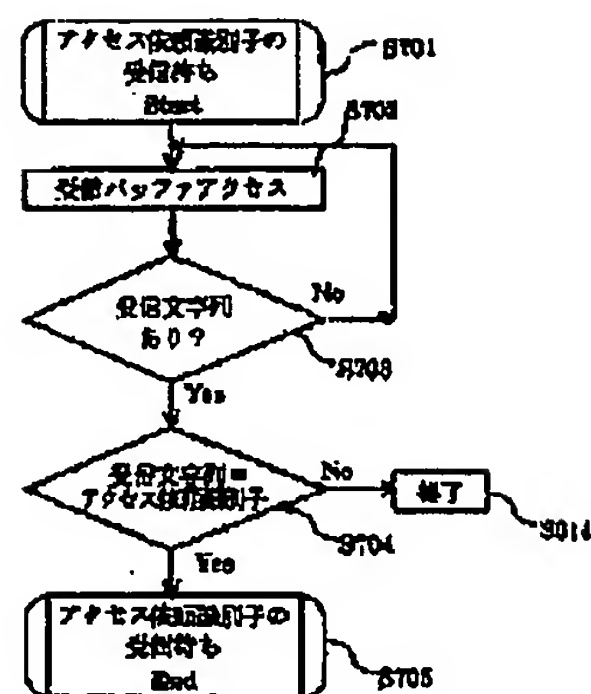 アクセス依頼識別子の
受信待ち
Start
S701
S702
受信バッファアクセス
受信文字列
あり?
No
S703
Yes
受信文字列=
アクセス依頼識別子
No
終了
S704
Yes
アクセス依頼識別子の
受信待ち
End
S705